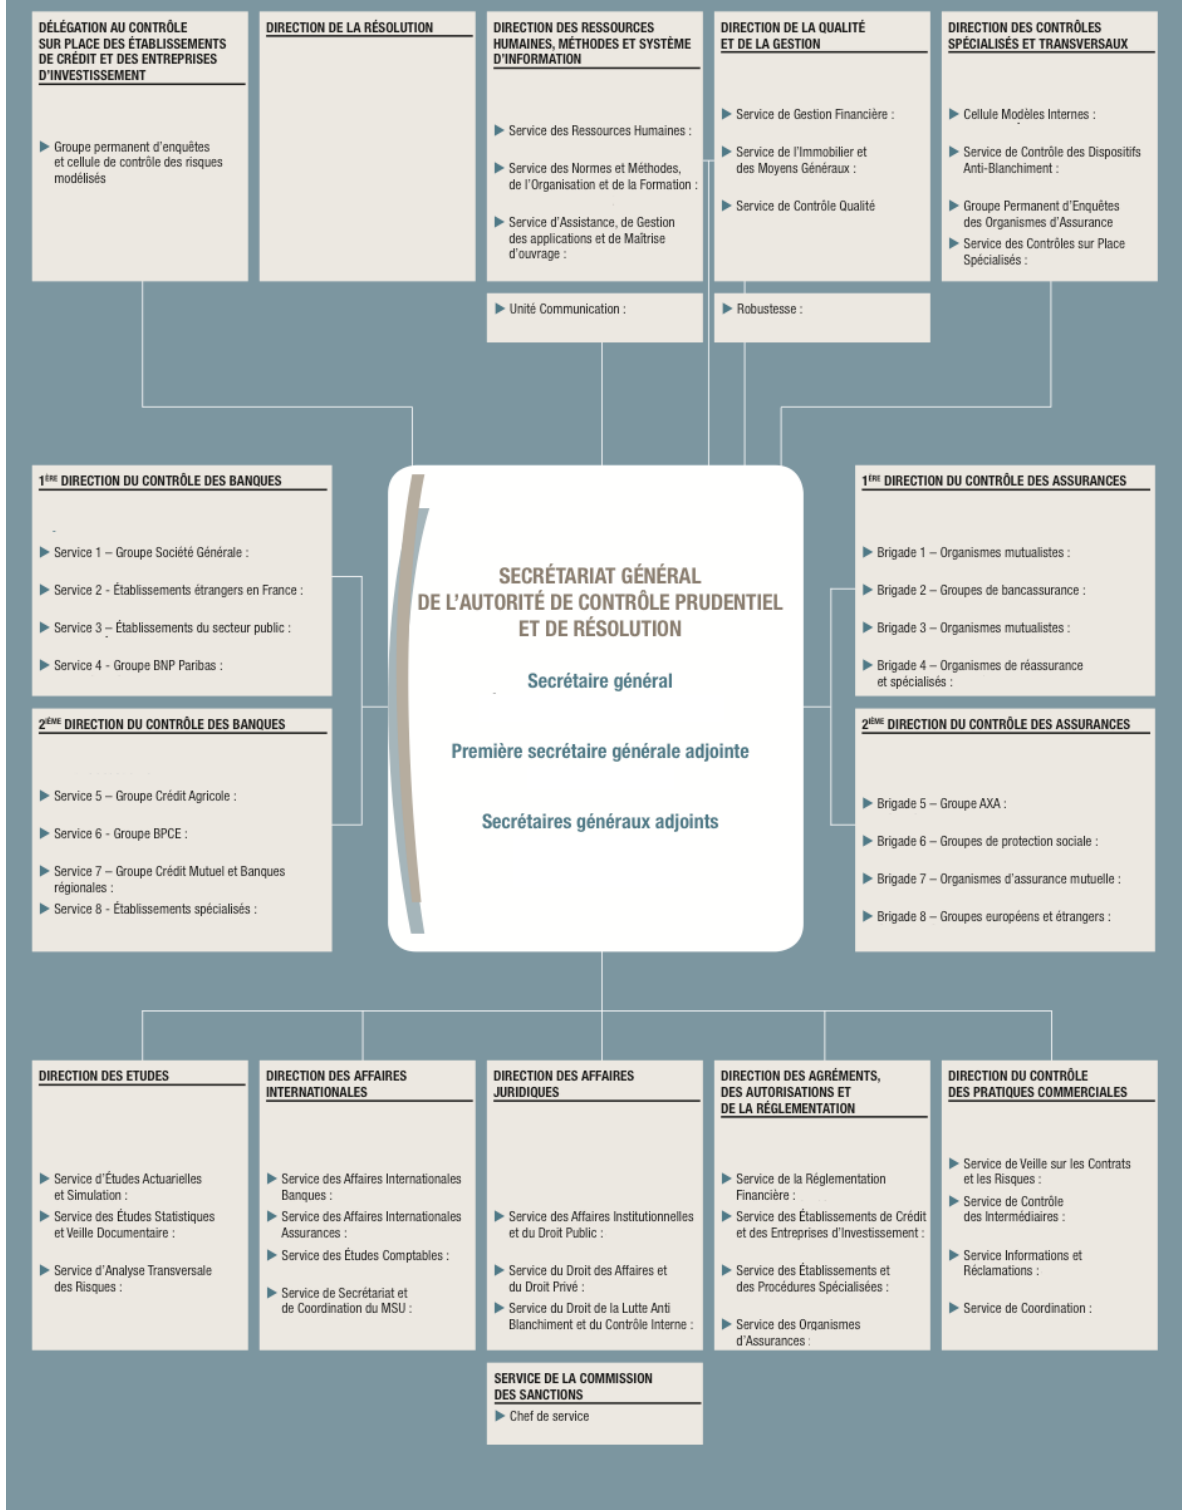 DÉLÉGATION AU CONTRÔLE
SUR PLACE DES ÉTABLISSEMENTS
DE CRÉDIT ET DES ENTREPRISES
D'INVESTISSEMENT
Groupe permanent d'enquêtes
et cellule de contrôle des risques
modélisés
DIRECTION DE LA RÉSOLUTION
DIRECTION DES RESSOURCES
HUMAINES, MÉTHODES ET SYSTÈME
D'INFORMATION
Service des Ressources Humaines :
Service des Normes et Méthodes,
de l'Organisation et de la Formation :
Service d'Assistance, de Gestion
des applications et de Maîtrise
d'ouvrage :
Unité Communication :
DIRECTION DE LA QUALITÉ
ET DE LA GESTION
Service de Gestion Financière :
Service de l'Immobilier et
des Moyens Généraux :
Service de Contrôle Qualité
Robustesse :
DIRECTION DES CONTRÔLES
SPÉCIALISÉS ET TRANSVERSAUX
Cellule Modèles Internes :
Service de Contrôle des Dispositifs
Anti-Blanchiment :
Groupe Permanent d'Enquêtes
des Organismes d'Assurance
Service des Contrôles sur Place
Spécialisés :
1ÈRE DIRECTION DU CONTRÔLE DES BANQUES
Service 1 – Groupe Société Générale :
Service 2 - Établissements étrangers en France :
Service 3 – Établissements du secteur public :
Service 4 - Groupe BNP Paribas :
2IÈME DIRECTION DU CONTRÔLE DES BANQUES
Service 5 – Groupe Crédit Agricole :
Service 6 - Groupe BPCE :
Service 7 – Groupe Crédit Mutuel et Banques
régionales :
Service 8 - Établissements spécialisés :
SECRÉTARIAT GÉNÉRAL
DE L'AUTORITÉ DE CONTRÔLE PRUDENTIEL
ET DE RÉSOLUTION
Secrétaire général
Première secrétaire générale adjointe
Secrétaires généraux adjoints
1ÈRE DIRECTION DU CONTRÔLE DES ASSURANCES
Brigade 1 – Organismes mutualistes :
Brigade 2 – Groupes de bancassurance :
Brigade 3 – Organismes mutualistes :
Brigade 4 – Organismes de réassurance
et spécialisés :
2IÈME DIRECTION DU CONTRÔLE DES ASSURANCES
Brigade 5 – Groupe AXA :
Brigade 6 – Groupes de protection sociale :
Brigade 7 – Organismes d'assurance mutuelle :
Brigade 8 – Groupes européens et étrangers :
DIRECTION DES ETUDES
Service d'Études Actuarielles
et Simulation :
Service des Études Statistiques
et Veille Documentaire :
Service d'Analyse Transversale
des Risques :
DIRECTION DES AFFAIRES
INTERNATIONALES
Service des Affaires Internationales
Banques :
Service des Affaires Internationales
Assurances :
Service des Études Comptables :
Service de Secrétariat et
de Coordination du MSU :
DIRECTION DES AFFAIRES
JURIDIQUES
Service des Affaires Institutionnelles
et du Droit Public :
Service du Droit des Affaires et
du Droit Privé :
Service du Droit de la Lutte Anti
Blanchiment et du Contrôle Interne :
DIRECTION DES AGRÉMENTS,
DES AUTORISATIONS ET
DE LA RÉGLEMENTATION
Service de la Réglementation
Financière :
Service des Établissements de Crédit
et des Entreprises d'Investissement :
Service des Établissements et
des Procédures Spécialisées :
Service des Organismes
d'Assurances :
DIRECTION DU CONTRÔLE
DES PRATIQUES COMMERCIALES
Service de Veille sur les Contrats
et les Risques :
Service de Contrôle
des Intermédiaires :
Service Informations et
Réclamations :
Service de Coordination :
SERVICE DE LA COMMISSION
DES SANCTIONS
Chef de service